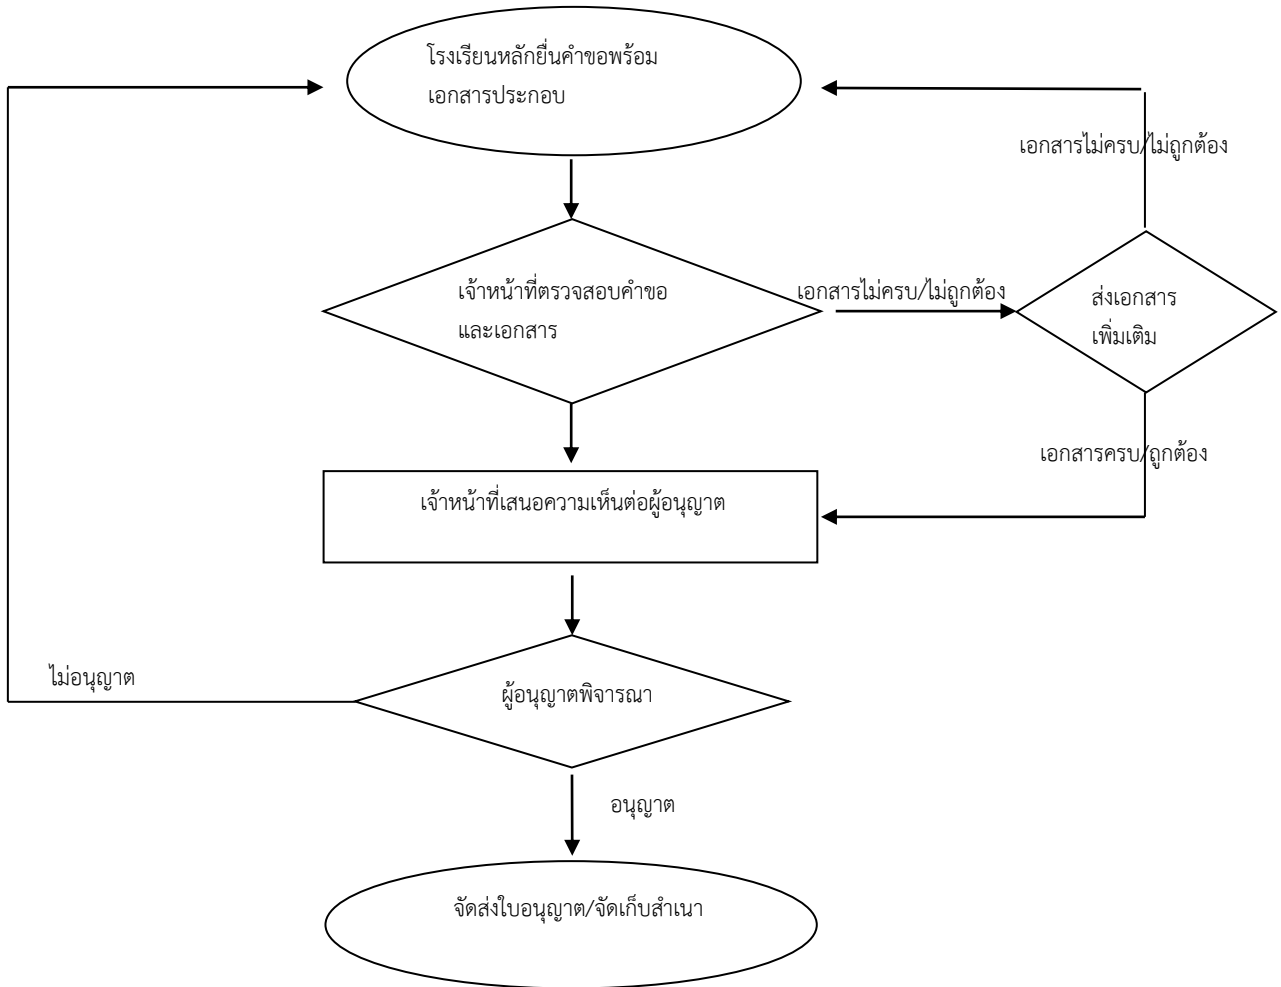 โรงเรียนหลักยื่นคำขอพร้อม
เอกสารประกอบ
เอกสารไม่ครบ/ไม่ถูกต้อง
เจ้าหน้าที่ตรวจสอบคำขอ
และเอกสาร
เอกสารไม่ครบ/ไม่ถูกต้อง
ส่งเอกสาร
เพิ่มเติม
เอกสารครบ/ถูกต้อง
เจ้าหน้าที่เสนอความเห็นต่อผู้อนุญาต
ไม่อนุญาต
ผู้อนุญาตพิจารณา
อนุญาต
จัดส่งใบอนุญาต/จัดเก็บสำเนา